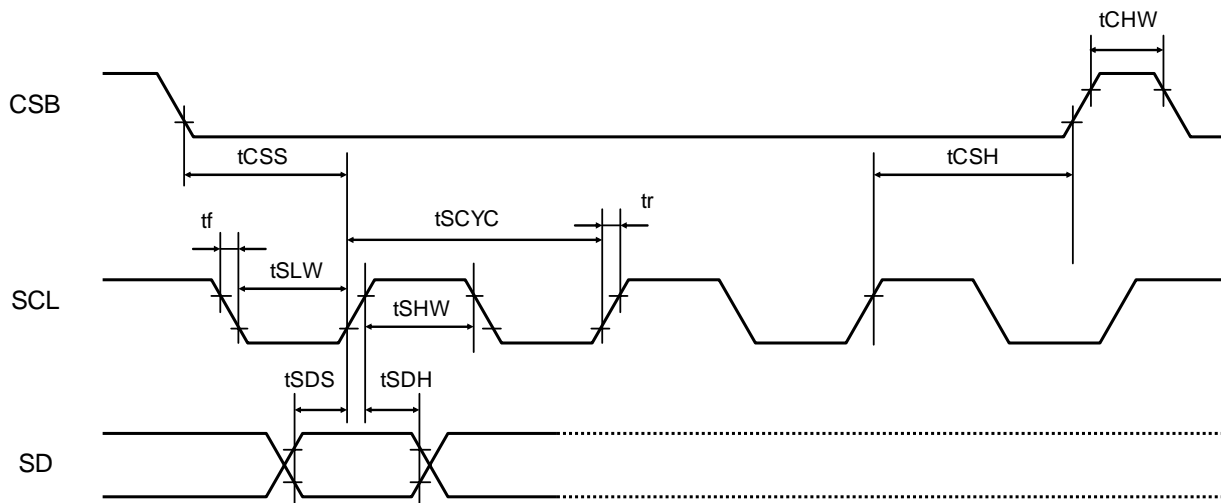 tCHW
CSB
tCSS
tCSH
tf
tSCYC
tr
tSLW
SCL
tSHW
tSDS
tSDH
SD